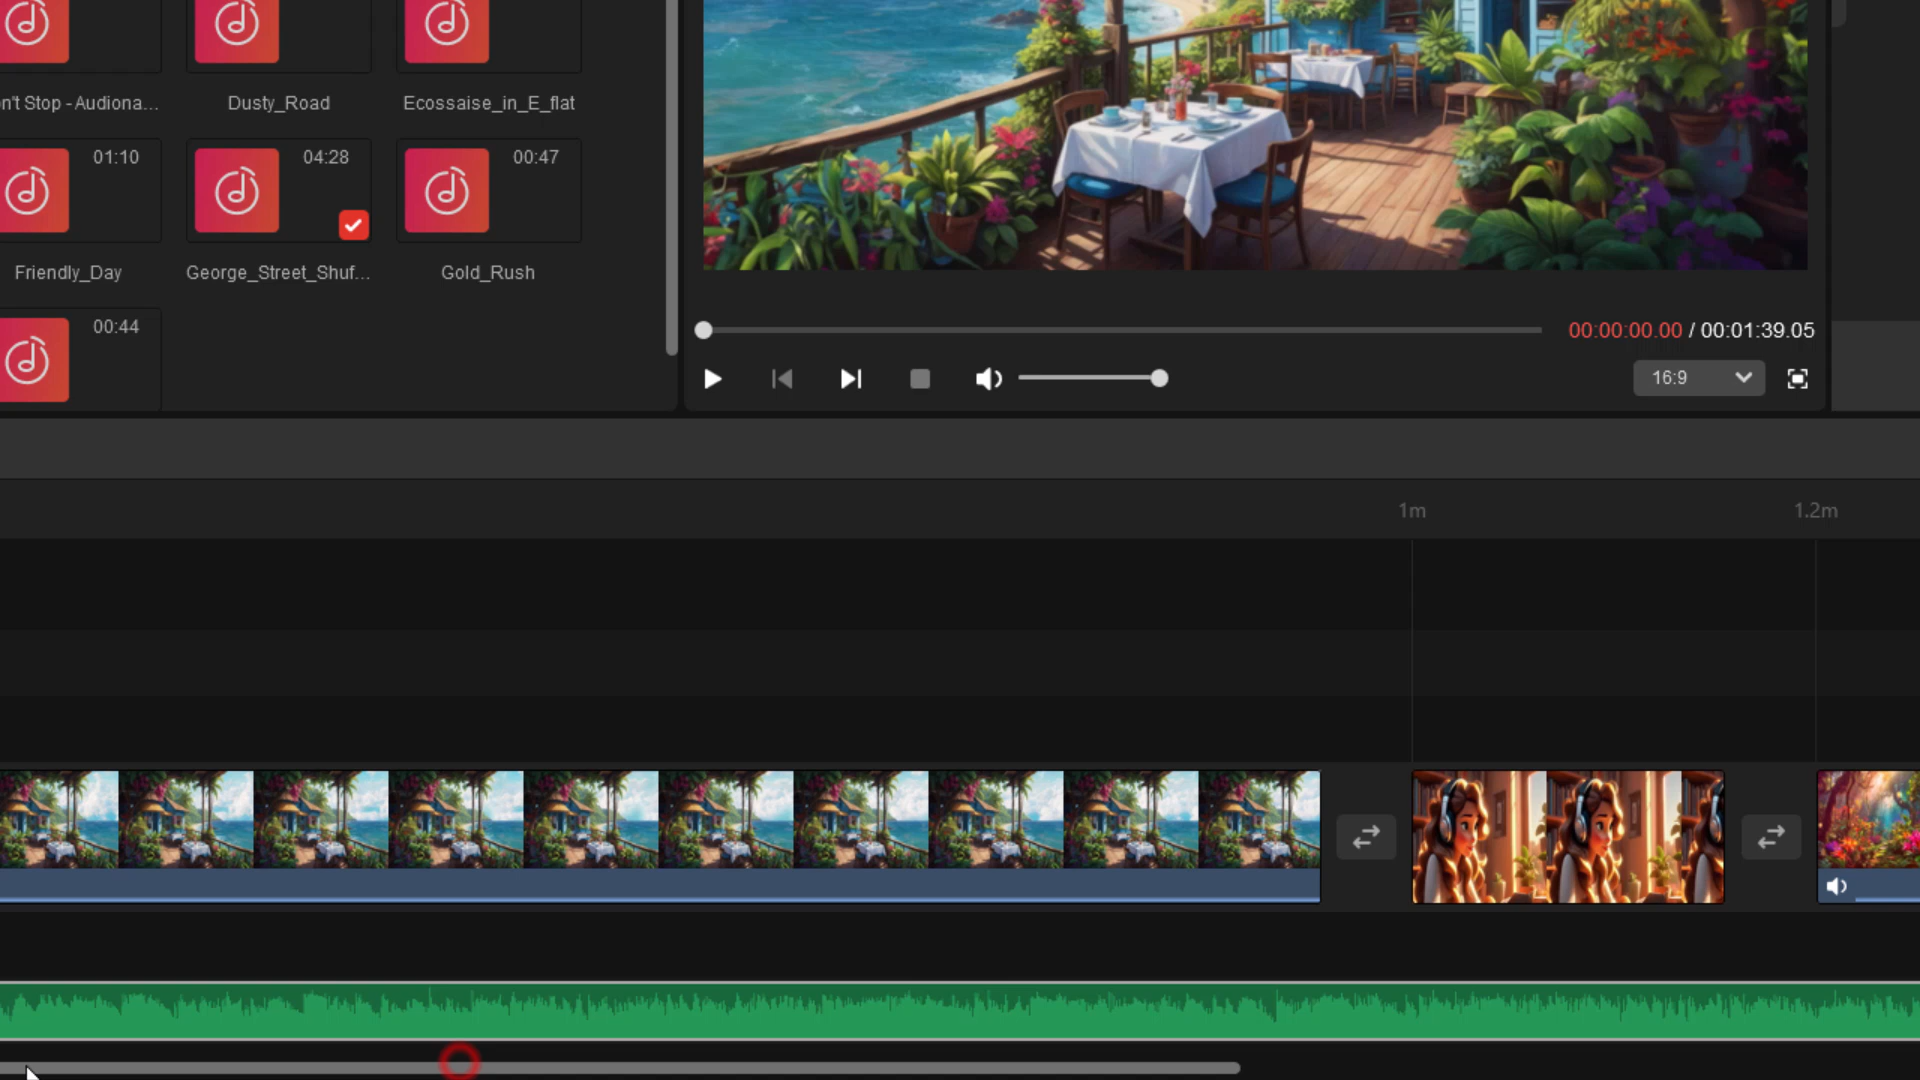 n't Stop - Audiona...
Dusty_Road
Ecossaise_in_E_flat
01:10
04:28
00:47
Friendly_Day
George_Street_Shuf...
Gold_Rush
00:44
00:00:00.00 / 00:01:39.05
16:9
1m
1.2m